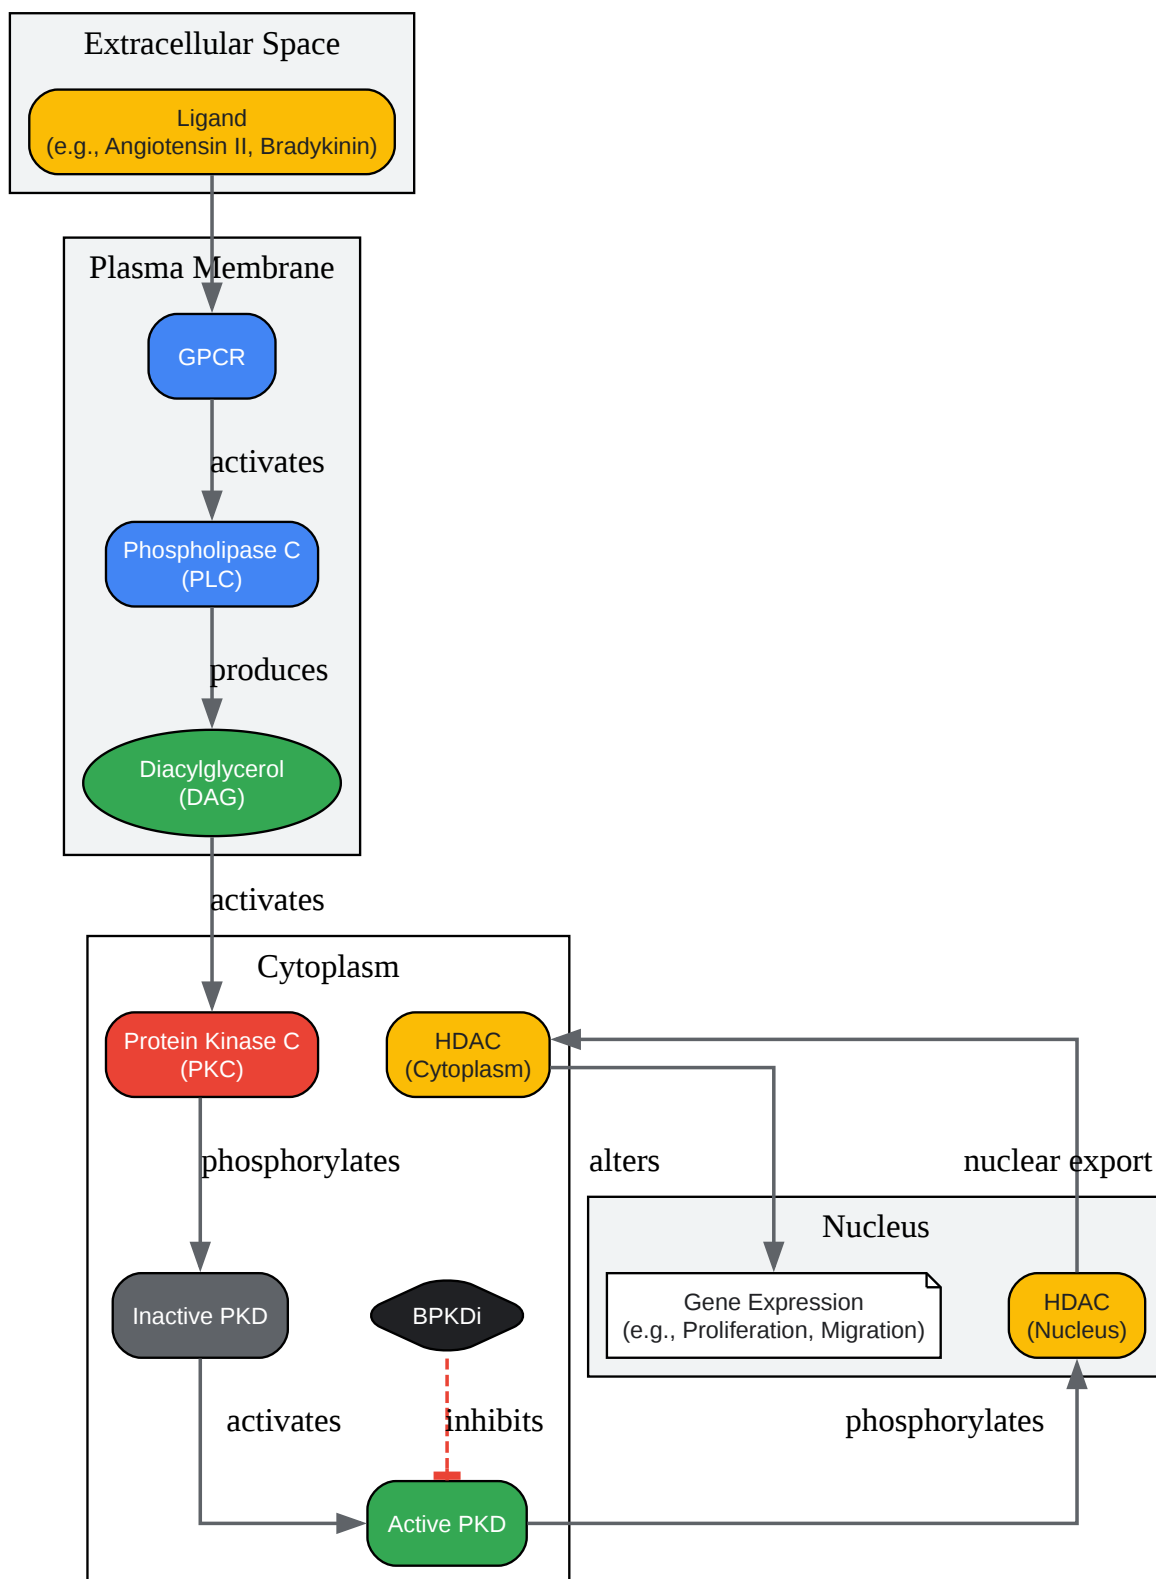 Extracellular Space
Ligand
(e.g., Angiotensin II, Bradykinin)
Plasma Membrane
GPCR
activates
Phospholipase C
(PLC)
produces
Diacylglycerol
(DAG)
activates
Cytoplasm
Protein Kinase C
(PKC)
HDAC
(Cytoplasm)
phosphorylates
alters
nuclear export
Nucleus
Inactive PKD
BPKDi
Gene Expression
(e.g., Proliferation, Migration)
HDAC
(Nucleus)
activates
inhibits
phosphorylates
Active PKD